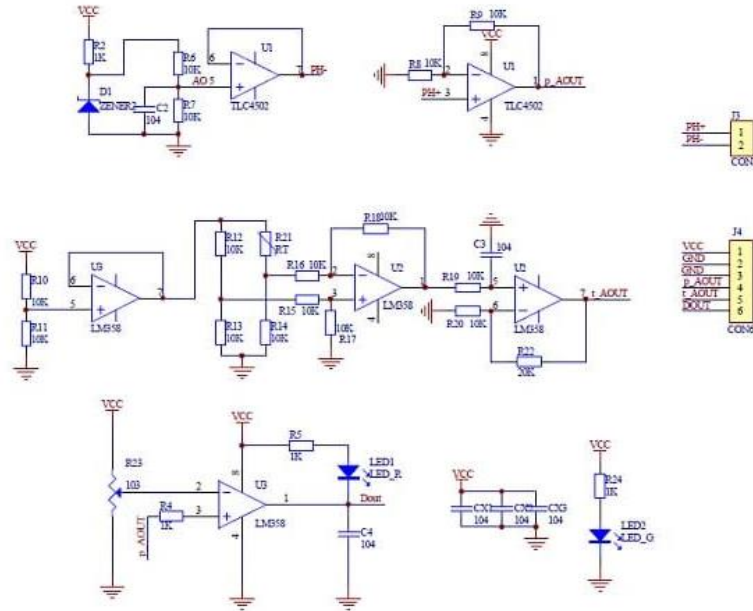 VCC
R2
1K
D1
ZENER2
C2
104
R6
10K
AO 5
R7
10K
6
U1
7 PH-
TLC4502
R9 10K
VCC
R8 10K
2
8
U1
PH+ 3
1 p_AOUT
TLC4502
4
J3
PH+ 1
PH- 2
CON
VCC
R10
10K
R11
10K
6
U3
5
7
LM358
R12
10K
R21
RT
R13
10K
R14
10K
R16 10K
R15 10K
R18 10K
2
3
8
U2
1
4
LM358
10K
R17
C3
104
R19 10K
5
U2
R20 10K
6
7 t_AOUT
LM358
R22
20K
J4
VCC 1
GND 2
GND 3
p_AOUT 4
t_AOUT 5
DOUT 6
CON6
VCC
R23
103
R4
1K
p_AOUT
VCC
8
2
3
U3
1
4
LM358
R5
1K
LED1
LED_R
Dout
C4
104
VCC
CX1
104
104
CX3
104
VCC
R24
1K
LED2
LED_G